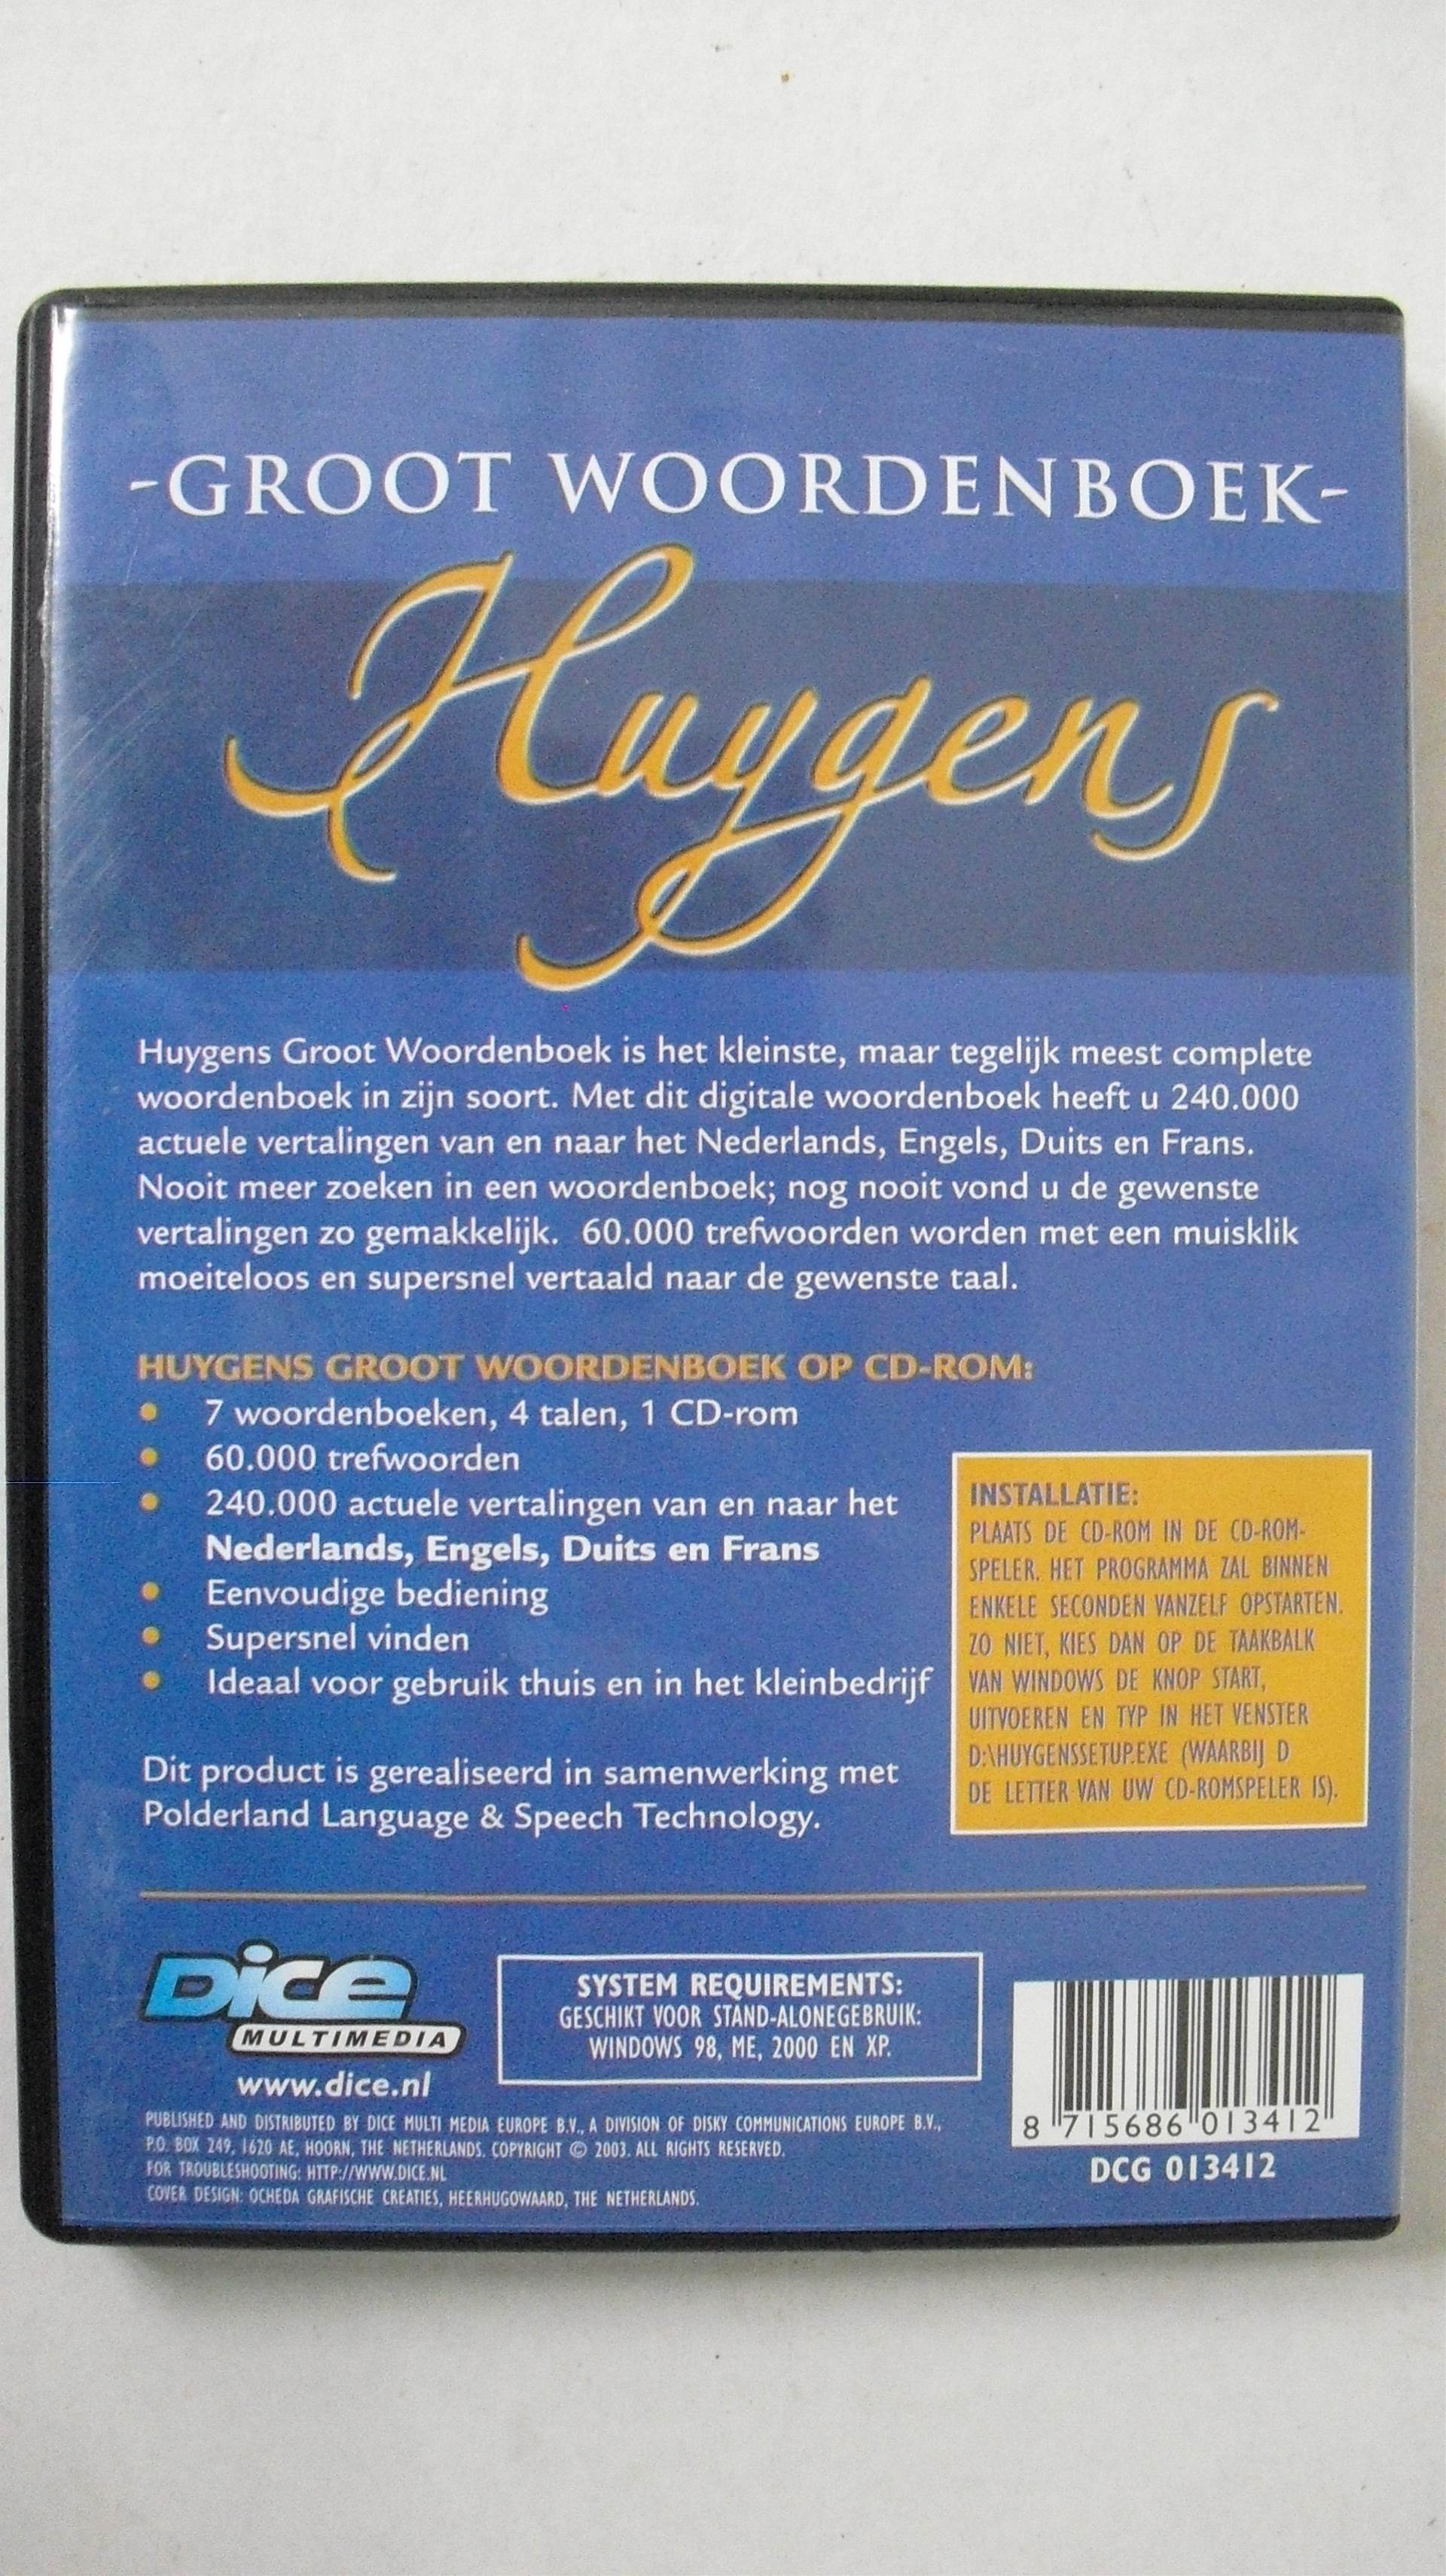 -GROOT WOORDENBOEK-
Huygens
Huygens Groot Woordenboek is het kleinste, maar tegelijk meest complete
woordenboek in zijn soort. Met dit digitale woordenboek heeft u 240.000
actuele vertalingen van en naar het Nederlands, Engels, Duits en Frans.
Nooit meer zoeken in een woordenboek; nog nooit vond u de gewenste
vertalingen zo gemakkelijk. 60.000 trefwoorden worden met een muisklik
moeiteloos en supersnel vertaald naar de gewenste taal.
HUYGENS GROOT WOORDENBOEK OP CD-ROM:
• 7 woordenboeken, 4 talen, 1 CD-rom
• 60.000 trefwoorden
• 240.000 actuele vertalingen van en naar het
Nederlands, Engels, Duits en Frans
• Eenvoudige bediening
• Supersnel vinden
• Ideaal voor gebruik thuis en in het kleinbedrijf
Dit product is gerealiseerd in samenwerking met
Polderland Language & Speech Technology.
INSTALLATIE:
PLAATS DE CD-ROM IN DE CD-ROM-
SPELER. HET PROGRAMMA ZAL BINNEN
ENKELE SECONDEN VANZELF OPSTARTEN.
ZO NIET, KIES DAN OP DE TAAKBALK
VAN WINDOWS DE KNOP START,
UITVOEREN EN TYP IN HET VENSTER
D:\HUYGENSSETUP.EXE (WAARBIJ D
DE LETTER VAN UW CD-ROMSPELER IS).
Dice
MULTIMEDIA
www.dice.nl
SYSTEM REQUIREMENTS:
GESCHIKT VOOR STAND-ALONEGEBRUIK:
WINDOWS 98, ME, 2000 EN XP.
PUBLISHED AND DISTRIBUTED BY DICE MULTI MEDIA EUROPE B.V., A DIVISION OF DISKY COMMUNICATIONS EUROPE B.V.,
P.O. BOX 249, 1620 AE, HOORN, THE NETHERLANDS. COPYRIGHT © 2003. ALL RIGHTS RESERVED.
FOR TROUBLESHOOTING: HTTP://WWW.DICE.NL
COVER DESIGN: OCHEDA GRAFISCHE CREATIES, HEERHUGOWAARD, THE NETHERLANDS.
8 715686 013412
DCG 013412